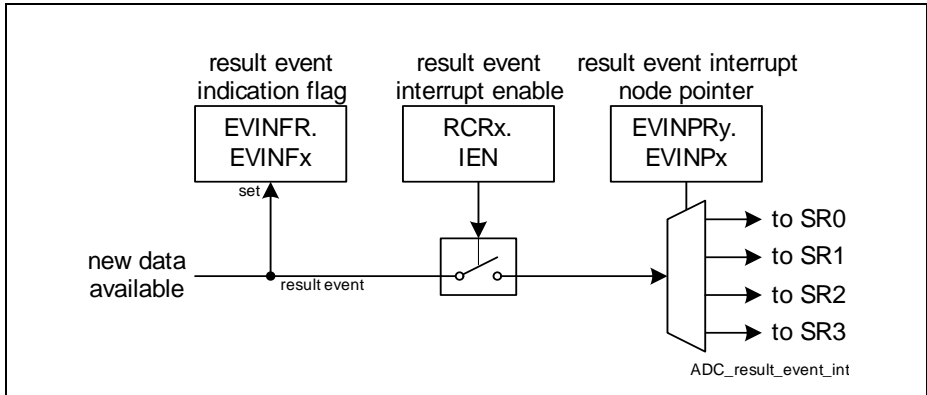 result event
indication flag
result event
interrupt enable
result event interrupt
node pointer
EVINFR.
EVINFx
RCRx.
IEN
EVINPRy.
EVINPx
set
new data
available
result event
to SR0
to SR1
to SR2
to SR3
ADC_result_event_int